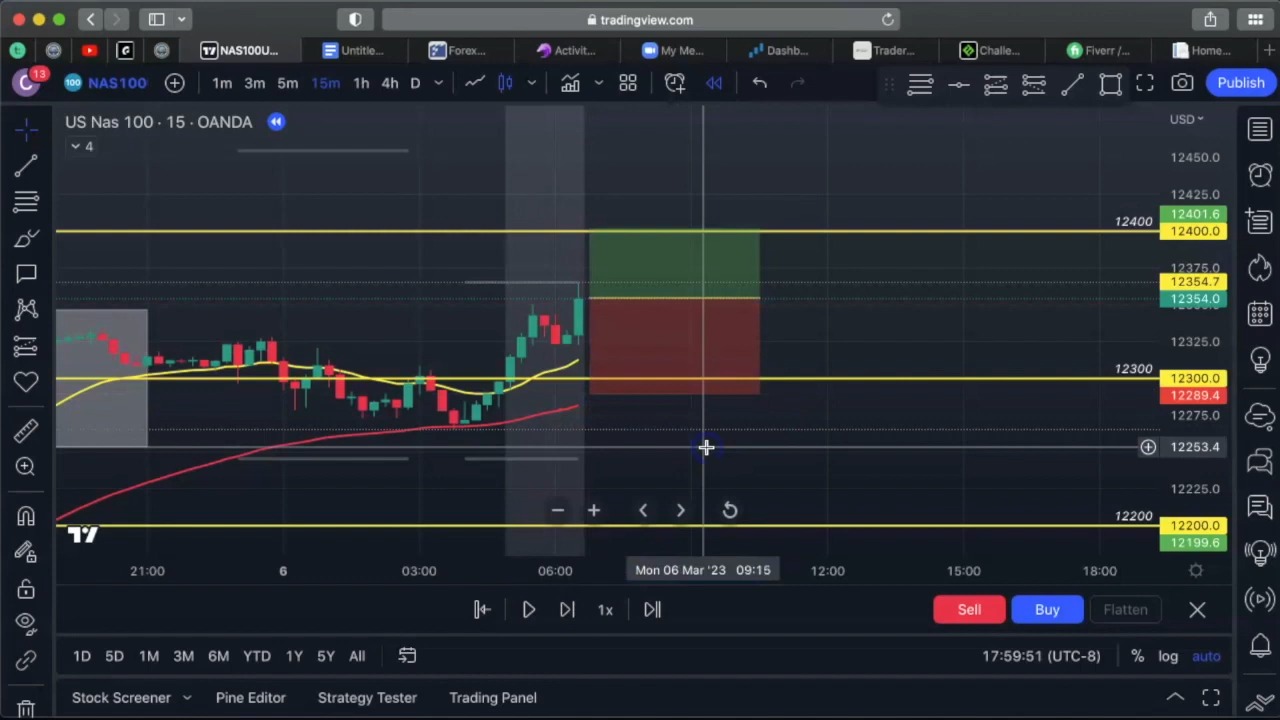 tradingview.com
NAS100U...
Untitle...
Forex...
Activit...
My Me...
Dashb...
Trader...
Challe...
Fiverr /...
Home...
C
13
100 NAS100
1m 3m 5m 15m 1h 4h D
Publish
US Nas 100 · 15 · OANDA
4
USD
12450.0
12425.0
12401.6
12400
12400.0
12375.0
12354.7
12354.0
12325.0
12300
12300.0
12289.4
12275.0
12253.4
12225.0
12200
12200.0
12199.6
21:00
6
03:00
06:00
Mon 06 Mar '23 09:15
12:00
15:00
18:00
1x
Sell
Buy
Flatten
1D 5D 1M 3M 6M YTD 1Y 5Y All
17:59:51 (UTC-8)
% log auto
Stock Screener
Pine Editor
Strategy Tester
Trading Panel